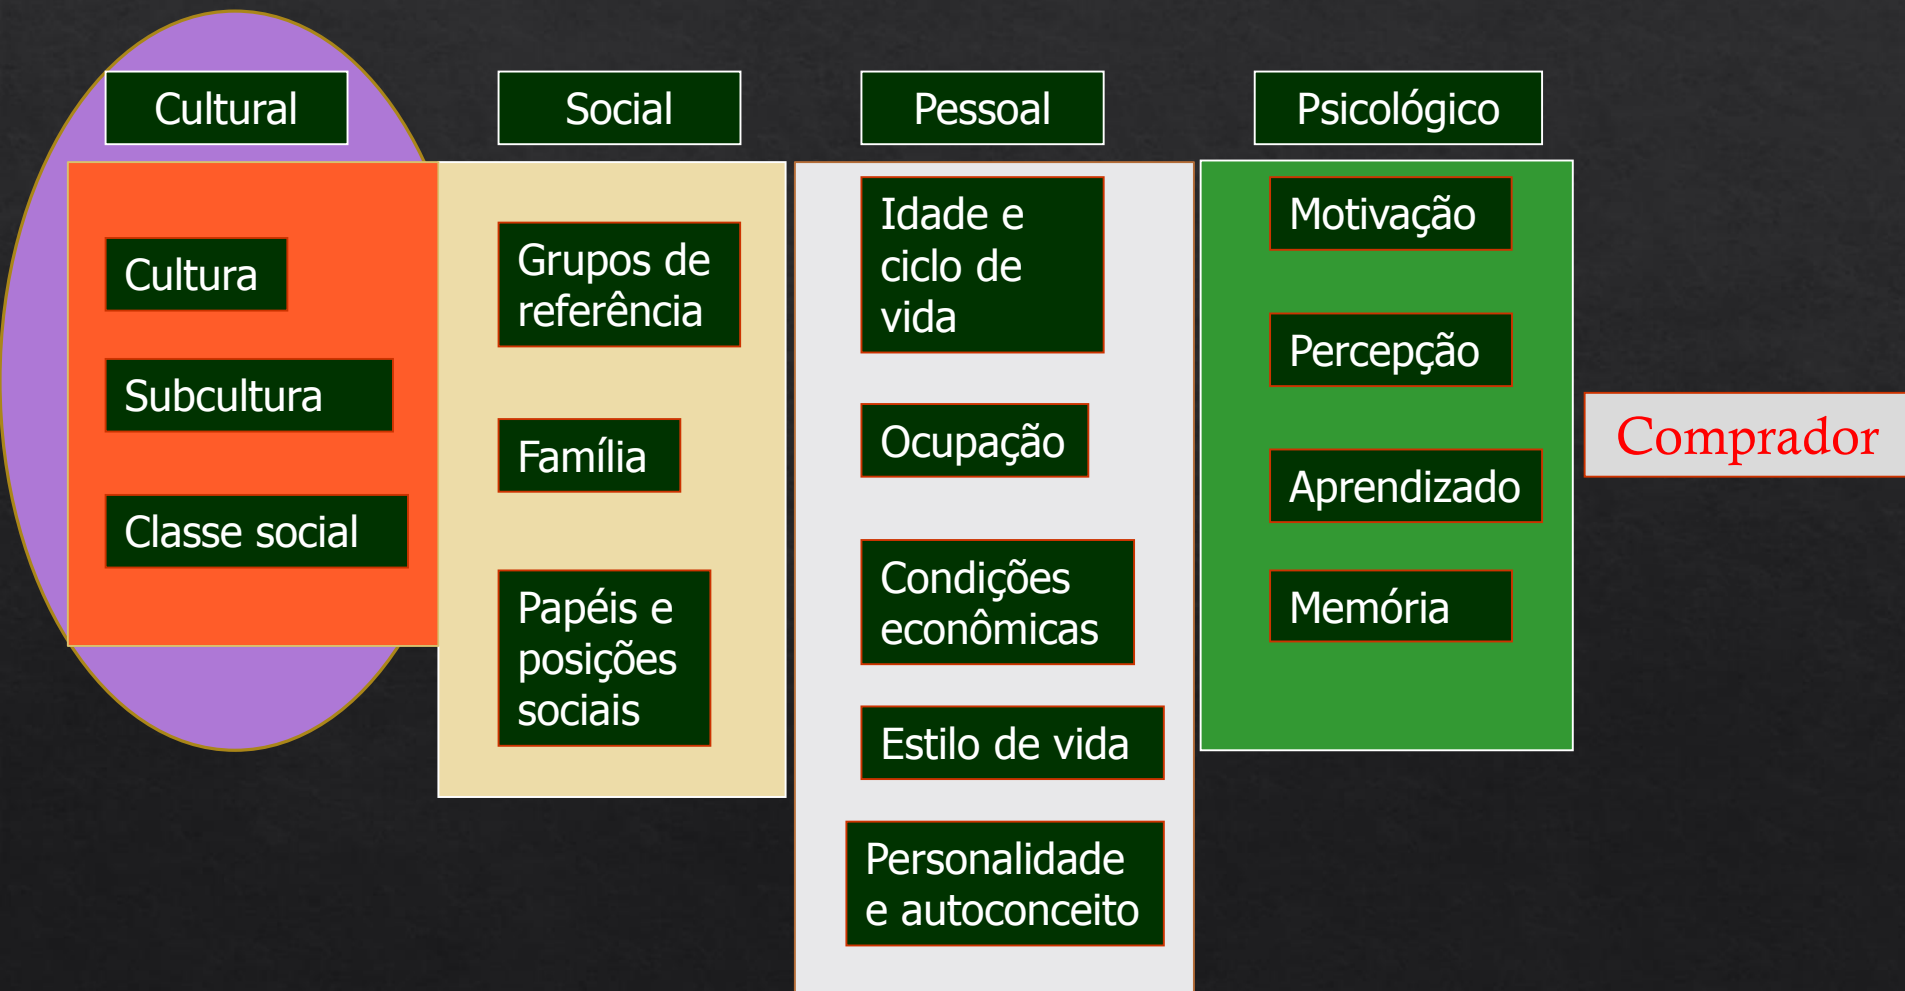 Cultural
Cultura
Subcultura
Classe social
Social
Grupos de
referência
Família
Papéis e
posições
sociais
Pessoal
Idade e
ciclo de
vida
Ocupação
Condições
econômicas
Estilo de vida
Personalidade
e autoconceito
Psicológico
Motivação
Percepção
Aprendizado
Memória
Comprador